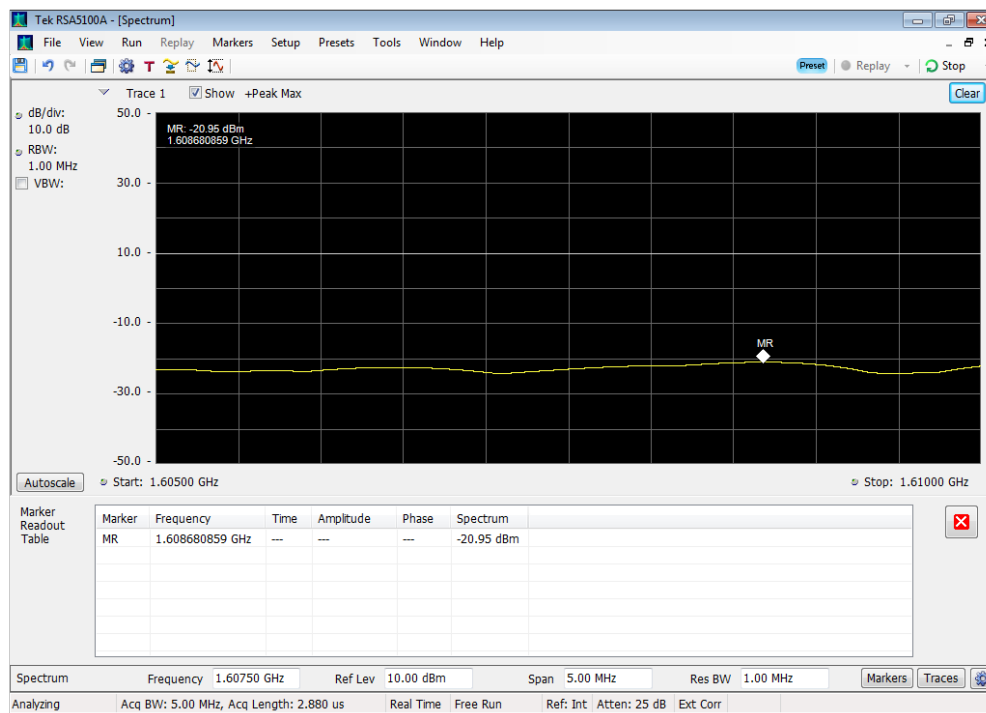 Tek RSA5100A - [Spectrum]
File View Run Replay Markers Setup Presets Tools Window Help
T Preset Replay Stop
Trace 1 Show +Peak Max Clear
dB/div:
10.0 dB
RBW:
1.00 MHz
VBW:
50.0 -
30.0 -
10.0 -
-10.0 -
-30.0 -
-50.0 -
MR: -20.95 dBm
1.608680859 GHz
MR
Autoscale Start: 1.60500 GHz Stop: 1.61000 GHz
Marker
Readout
Table
Marker Frequency Time Amplitude Phase Spectrum
MR 1.608680859 GHz --- --- --- -20.95 dBm
Spectrum Frequency 1.60750 GHz Ref Lev 10.00 dBm Span 5.00 MHz Res BW 1.00 MHz Markers Traces
Analyzing Acq BW: 5.00 MHz, Acq Length: 2.880 us Real Time Free Run Ref: Int Atten: 25 dB Ext Corr